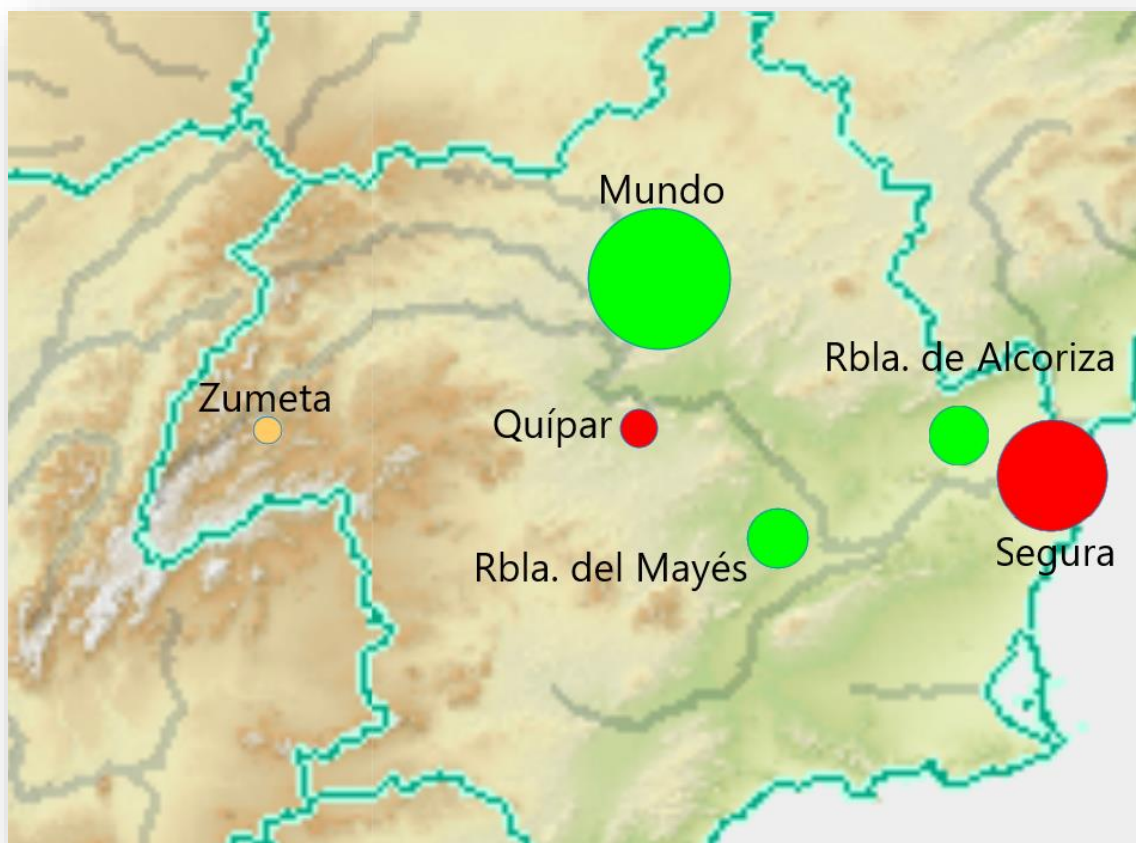 Mundo
Rbla. de Alcoriza
Zumeta
Quípar
Segura
Rbla. del Mayés